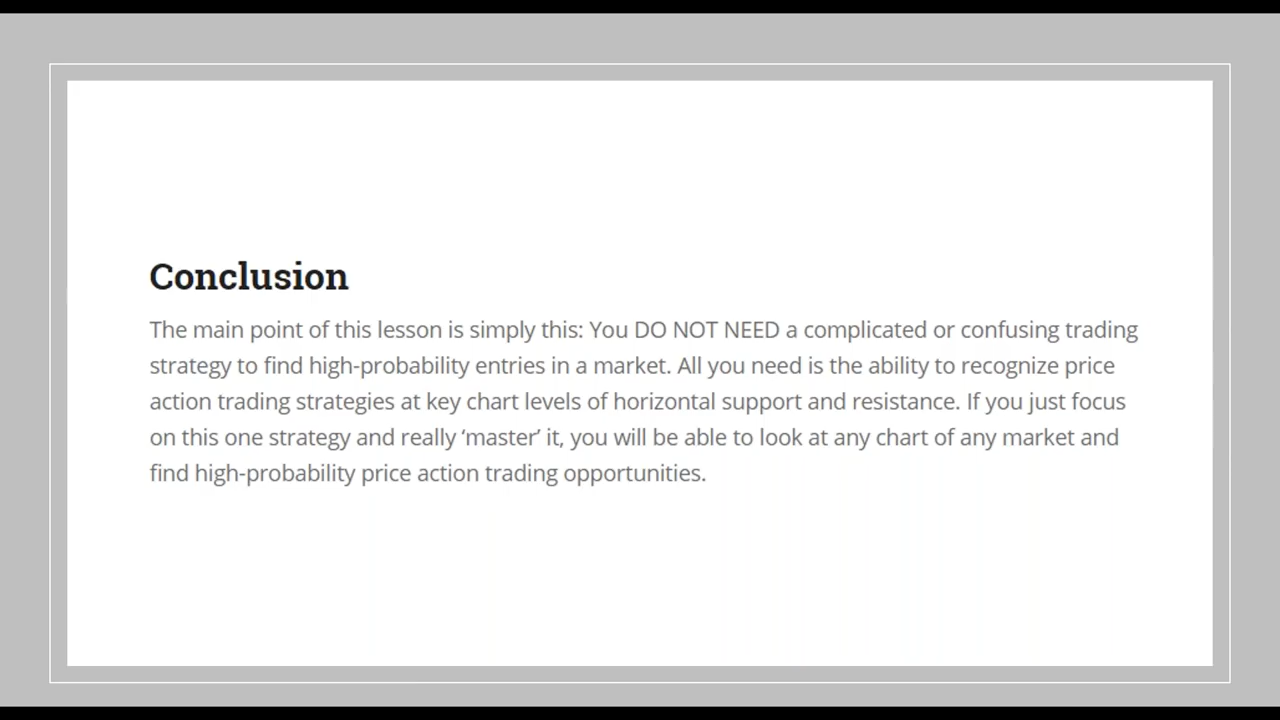 Conclusion
The main point of this lesson is simply this: You DO NOT NEED a complicated or confusing trading
strategy to find high-probability entries in a market. All you need is the ability to recognize price
action trading strategies at key chart levels of horizontal support and resistance. If you just focus
on this one strategy and really ‘master’ it, you will be able to look at any chart of any market and
find high-probability price action trading opportunities.